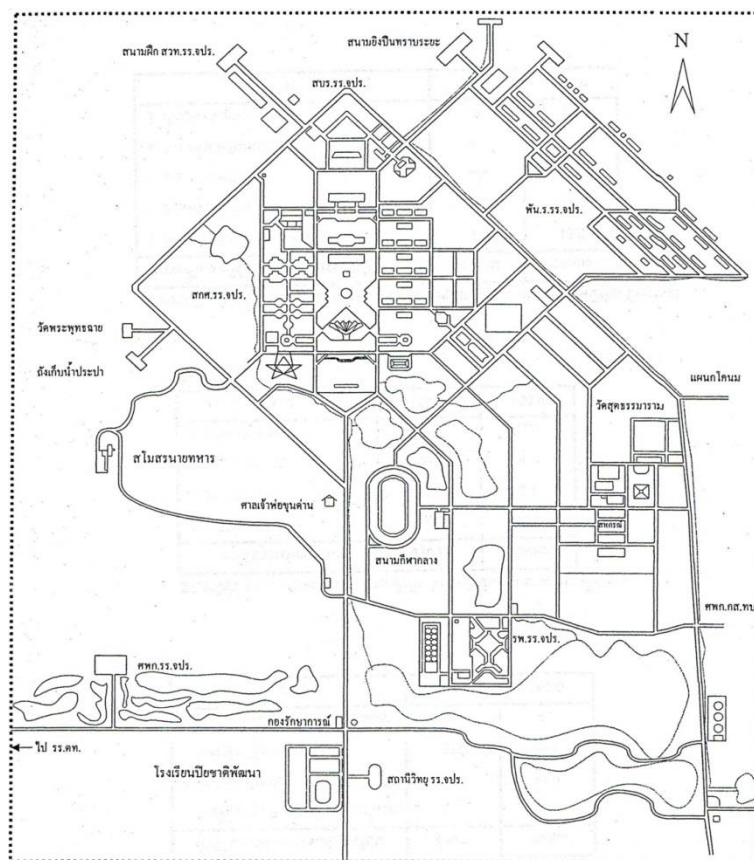 สนามฝึก สวท.รร.จปร.
สนามยิงปืนทราบระยะ
N
สบร.รร.จปร.
พัน.ร.รร.จปร.
สกศ.รร.จปร.
วัดพระพุทธฉาย
ถังเก็บน้ำประปา
แผนกโคนม
วัดสุตธรรมาราม
สโมสรนายทหาร
ศาลเจ้าพ่อขุนด่าน
สหกรณ์
สนามกีฬากลาง
ศพก.กส.ทบ
รพ.รร.จปร.
ศพก.รร.จปร.
กองรักษาการณ์
← ไป รร.ตท.
โรงเรียนปิยชาติพัฒนา
สถานีวิทยุ รร.จปร.